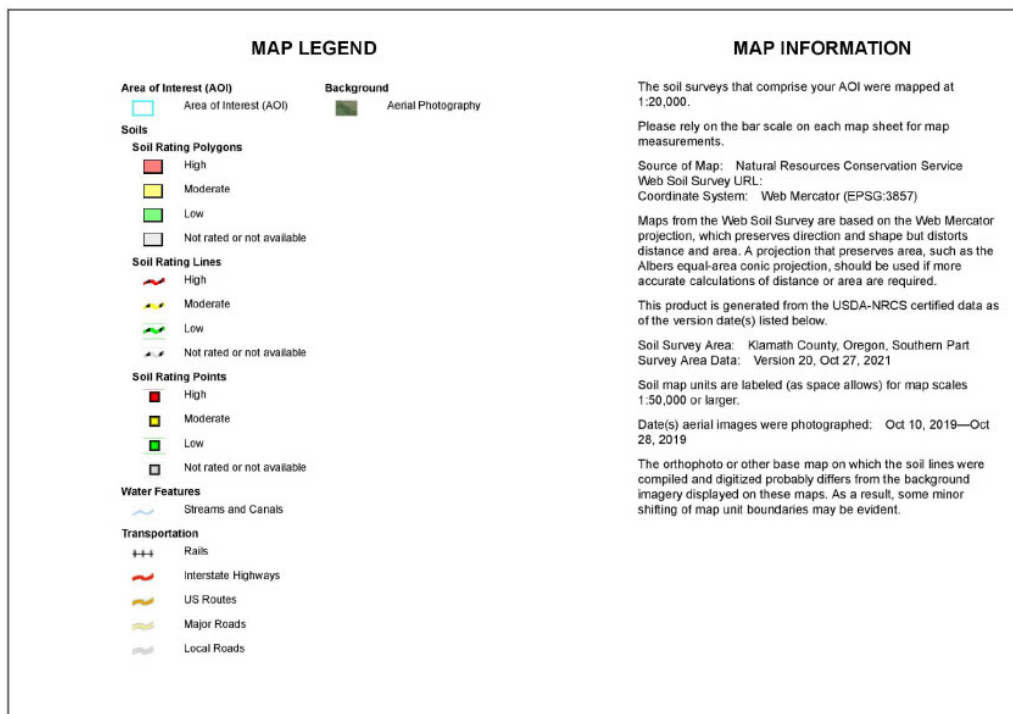 MAP LEGEND
Area of Interest (AOI)
Area of Interest (AOI)
Background
Aerial Photography
Soils
Soil Rating Polygons
High
Moderate
Low
Not rated or not available
Soil Rating Lines
High
Moderate
Low
Not rated or not available
Soil Rating Points
High
Moderate
Low
Not rated or not available
Water Features
Streams and Canals
Transportation
Rails
Interstate Highways
US Routes
Major Roads
Local Roads
MAP INFORMATION
The soil surveys that comprise your AOI were mapped at
1:20,000.
Please rely on the bar scale on each map sheet for map
measurements.
Source of Map: Natural Resources Conservation Service
Web Soil Survey URL:
Coordinate System: Web Mercator (EPSG:3857)
Maps from the Web Soil Survey are based on the Web Mercator
projection, which preserves direction and shape but distorts
distance and area. A projection that preserves area, such as the
Albers equal-area conic projection, should be used if more
accurate calculations of distance or area are required.
This product is generated from the USDA-NRCS certified data as
of the version date(s) listed below.
Soil Survey Area: Klamath County, Oregon, Southern Part
Survey Area Data: Version 20, Oct 27, 2021
Soil map units are labeled (as space allows) for map scales
1:50,000 or larger.
Date(s) aerial images were photographed: Oct 10, 2019—Oct
28, 2019
The orthophoto or other base map on which the soil lines were
compiled and digitized probably differs from the background
imagery displayed on these maps. As a result, some minor
shifting of map unit boundaries may be evident.